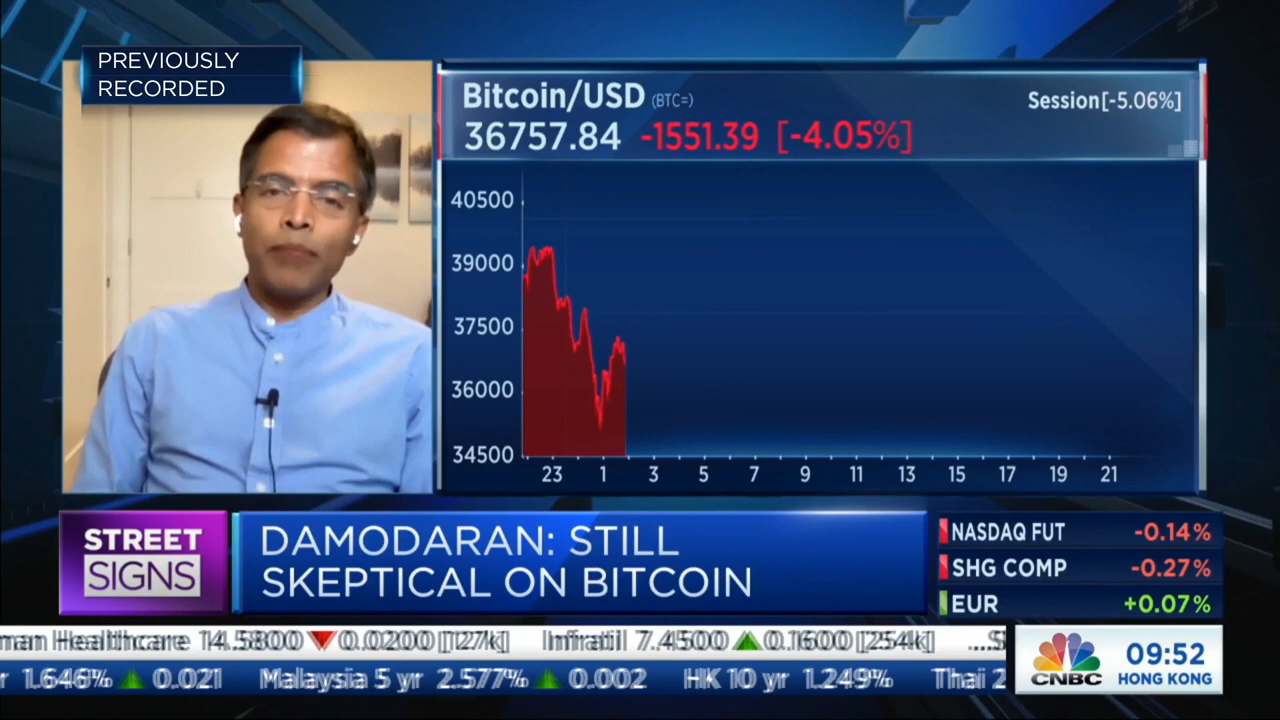 PREVIOUSLY
RECORDED
Bitcoin/USD (BTC=)
Session[-5.06%]
36757.84 -1551.39 [-4.05%]
40500
39000
37500
36000
34500
23 1 3 5 7 9 11 13 15 17 19 21
STREET
SIGNS
DAMODARAN: STILL
SKEPTICAL ON BITCOIN
NASDAQ FUT -0.14%
SHG COMP -0.27%
EUR +0.07%
man Healthcare 14.5800 ▼ 0.0200 [127k] Infratil 7.4500 ▲ 0.1600 [254k]
r 1.646% ▲ 0.021 Malaysia 5 yr 2.577% ▲ 0.002 HK 10 yr 1.249% Thai 2
CNBC
09:52
HONG KONG